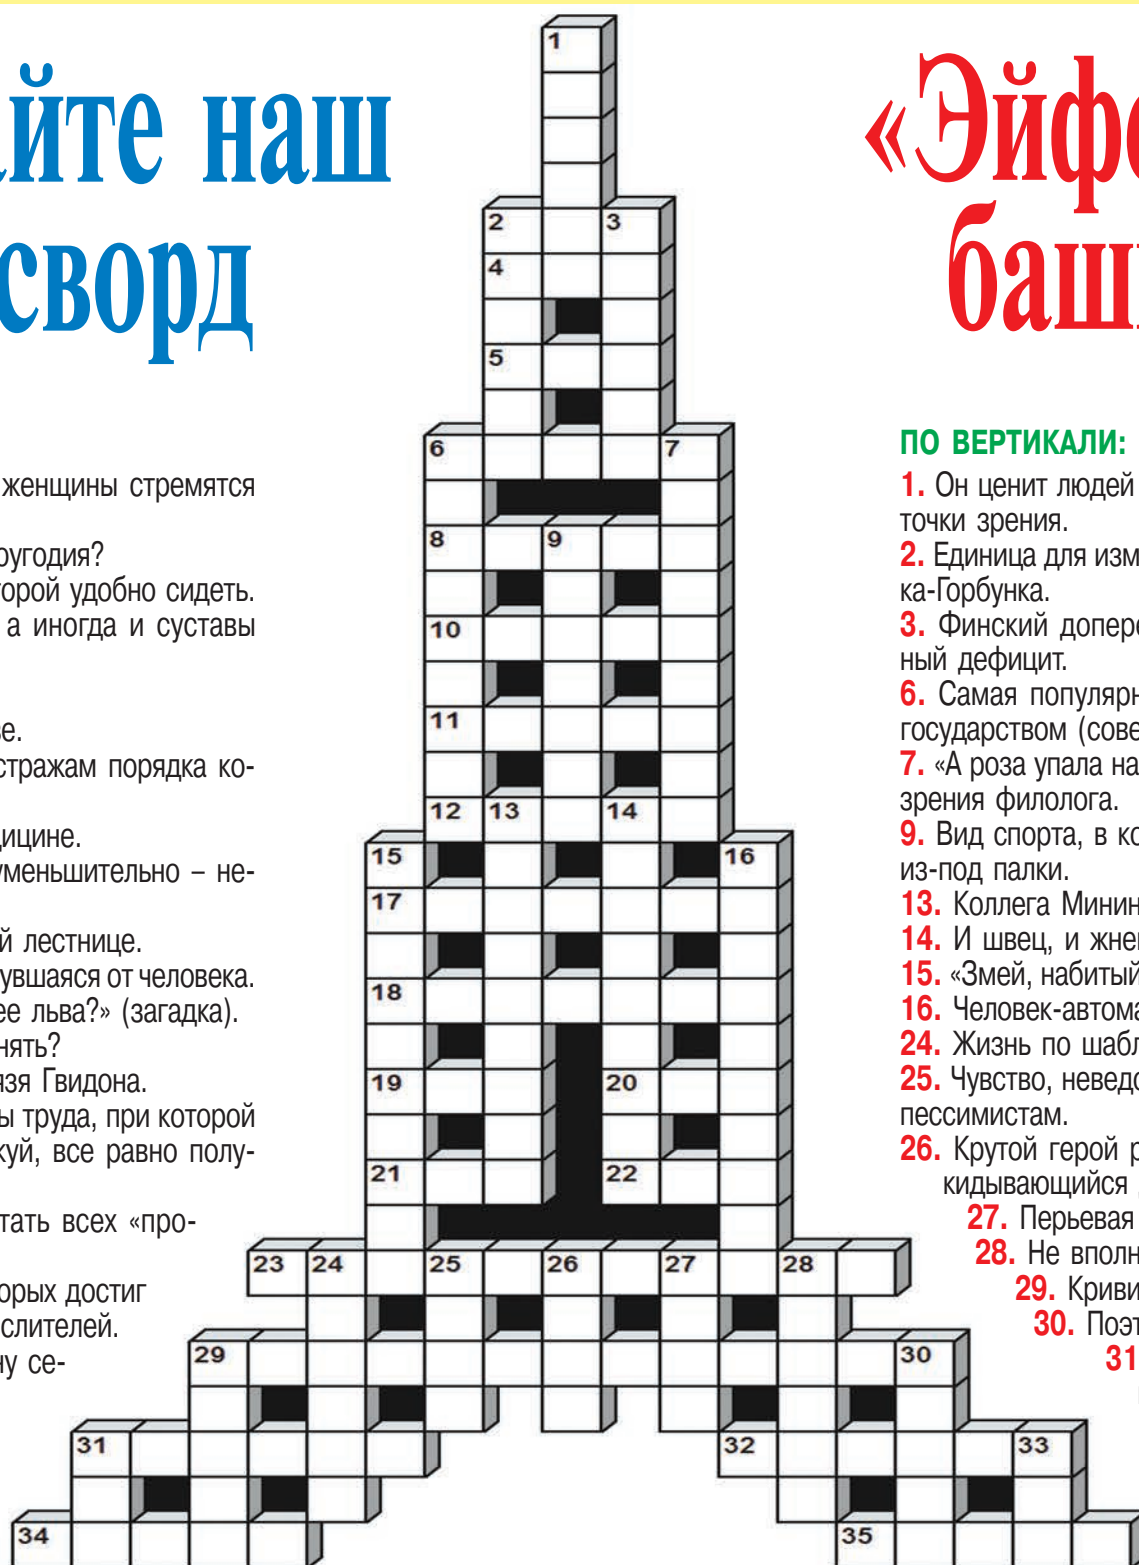 йте наш
сворд
«Эйфе
баш
женщины стремятся
оугодия?
торой удобно сидеть.
а иногда и суставы
ве.
стражам порядка ко-
дицине.
уменьшительно – не-
й лестнице.
нувшаяся от человека.
ее льва?» (загадка).
нять?
язя Гвидона.
ы труда, при которой
куй, все равно полу-
тать всех «про-
орых достиг
слителей.
ну се-
ПО ВЕРТИКАЛИ:
1. Он ценит людей
точки зрения.
2. Единица для изм
ка-Горбунка.
3. Финский допере
ный дефицит.
6. Самая популярн
государством (сове
7. «А роза упала на
зрения филолога.
9. Вид спорта, в ко
из-под палки.
13. Коллега Минин
14. И швец, и жне
15. «Змей, набитый
16. Человек-автома
24. Жизнь по шабл
25. Чувство, неведо
пессимистам.
26. Крутой герой р
кидывающийся
27. Перьевая
28. Не вполн
29. Криви
30. Поэт
31
1
2 3
4
5
6 7
8 9
10
11
12 13 14
15 16
17
18
19 20
21 22
23 24 25 26 27 28
29 30
31 32 33
34 35